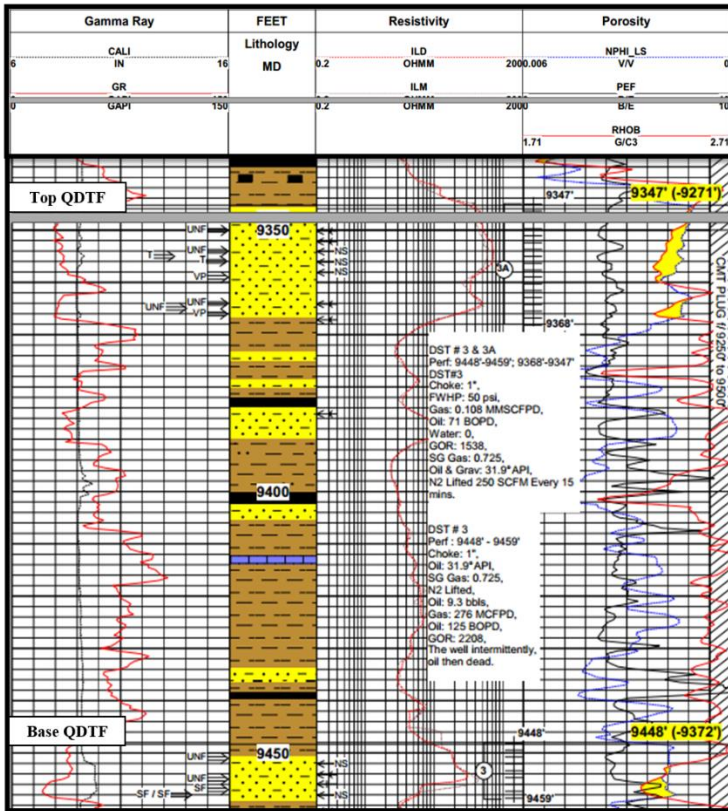 Gamma Ray
FEET
Resistivity
Porosity
Lithology
MD
CALI
6 IN 16
GR
0 GAPI 150
ILD
0.2 OHMM 2000
ILM
0.2 OHMM 2000
NPHI_LS
0.006 V/V 0
PEF
0 B/E 10
RHOB
1.71 G/C3 2.71
Top QDTF
9347'
9347' (-9271')
9350
UNF
UNF
T
T
VP
UNF
UNF
VP
NS
NS
NS
3A
9368'
CMT PLUG f/ 9250' to 9500'
DST # 3 & 3A
Perf: 9448'-9459'; 9368'-9347'
DST#3
Choke: 1",
FWHP: 50 psi,
Gas: 0.108 MMSCFPD,
Oil: 71 BOPD,
Water: 0,
GOR: 1538,
SG Gas: 0.725,
Oil & Grav: 31.9° API,
N2 Lifted 250 SCFM Every 15
mins.
9400
DST # 3
Perf : 9448' - 9459'
Choke: 1",
Oil: 31.9°API,
SG Gas: 0.725,
N2 Lifted,
Oil: 9.3 bbls,
Gas: 276 MCFPD,
Oil: 125 BOPD,
GOR: 2208,
The well intermittently,
oil then dead.
Base QDTF
9448'
9448' (-9372')
9450
UNF
UNF
SF
SF / SF
NS
NS
3
9459'